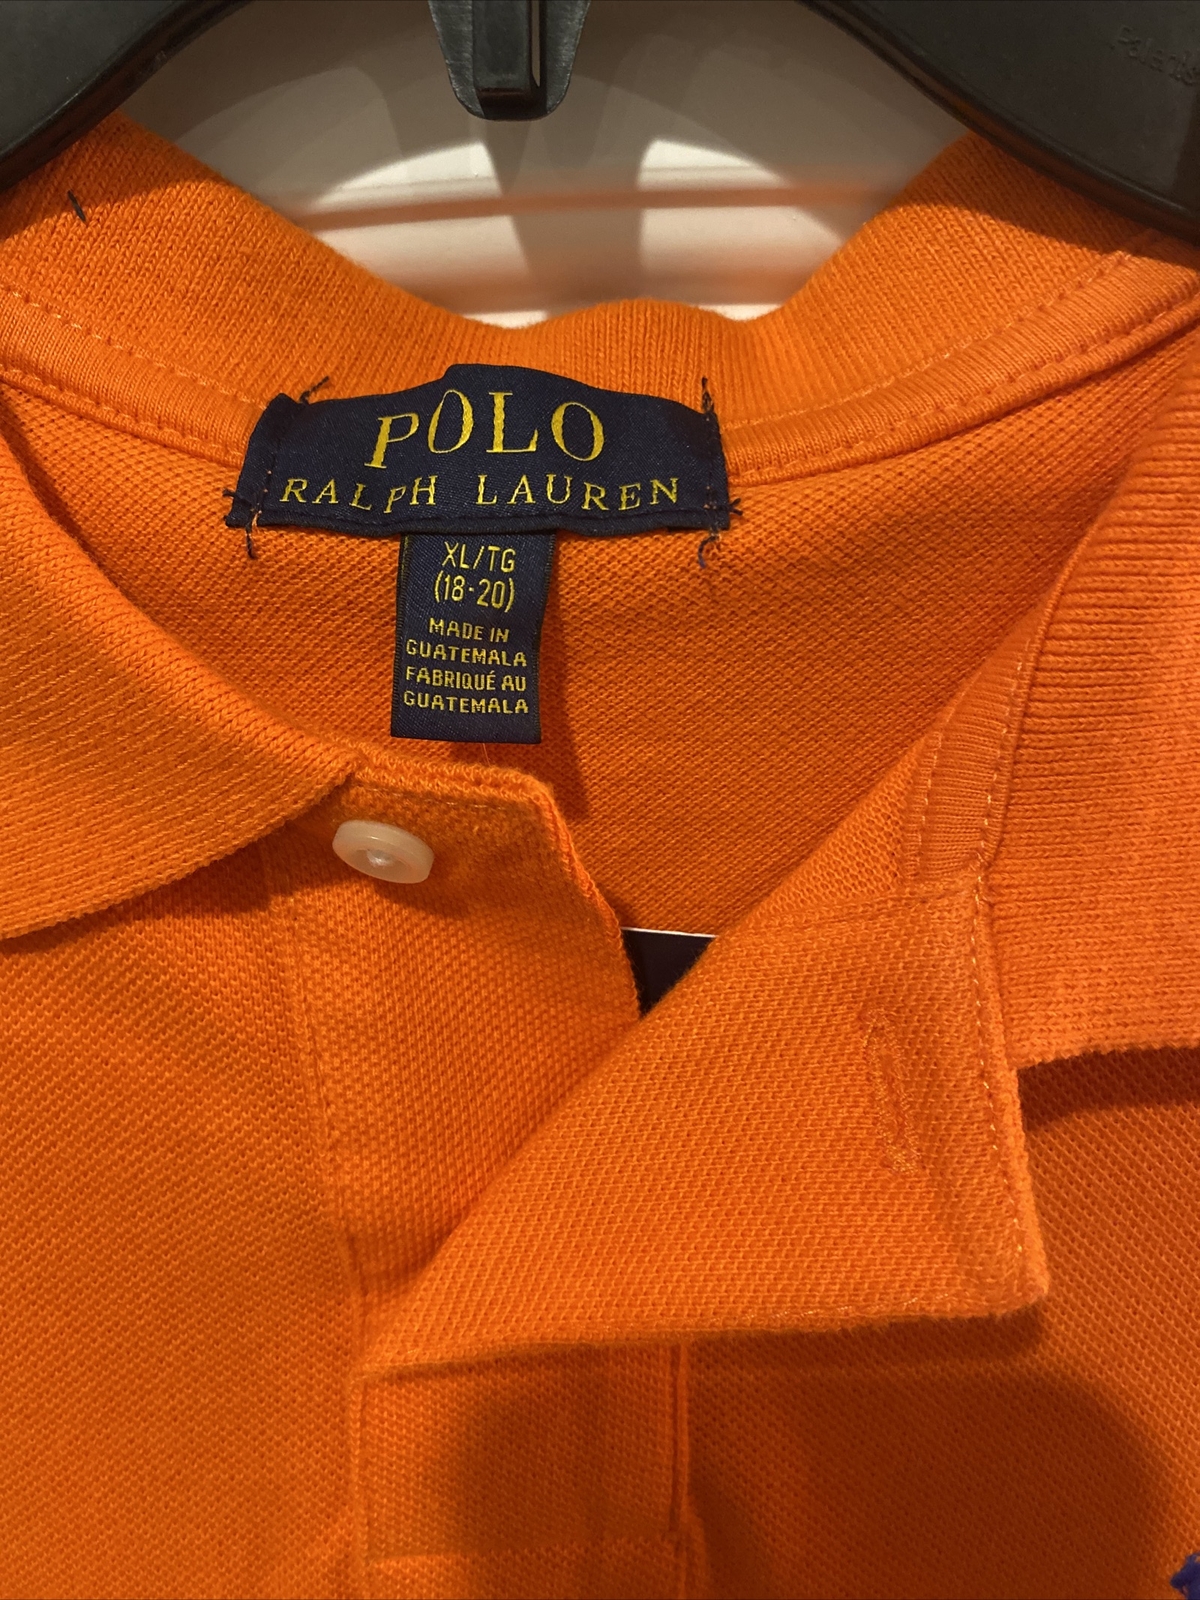 POLO
RALPH LAUREN
XL/TG
(18-20)
MADE IN
GUATEMALA
FABRIQUÉ AU
GUATEMALA